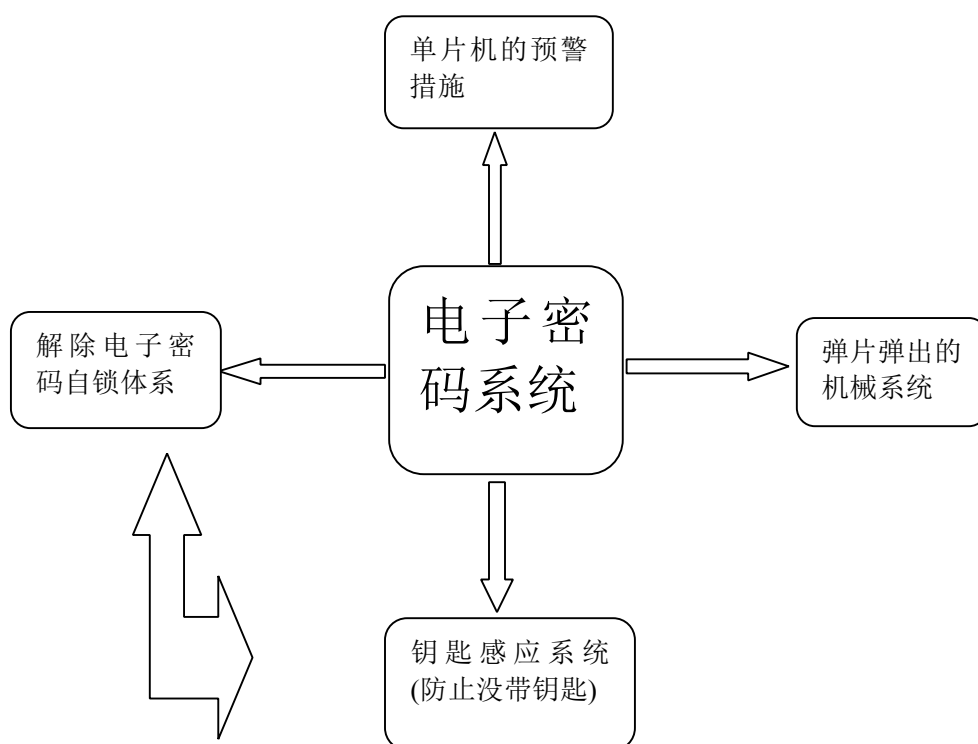 单片机的预警
措施
电子密
码系统
解除电子密
码自锁体系
弹片弹出的
机械系统
钥匙感应系统
(防止没带钥匙)